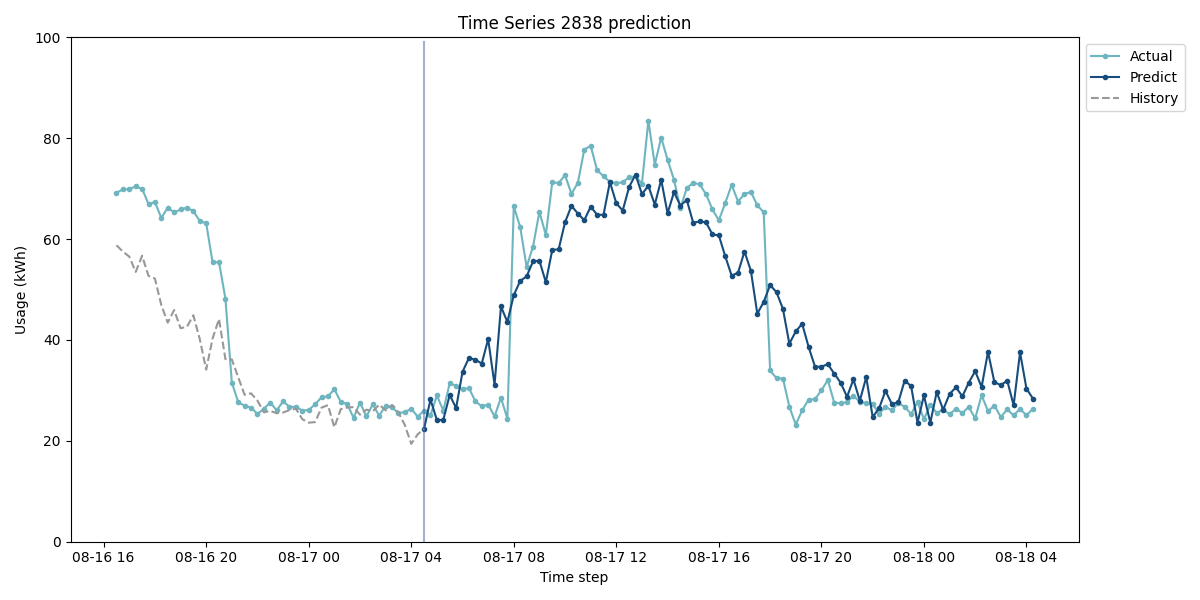 Time Series 2838 prediction
100
80
60
40
20
0
Usage (kWh)
08-16 16 08-16 20 08-17 00 08-17 04 08-17 08 08-17 12 08-17 16 08-17 20 08-18 00 08-18 04
Time step
Actual
Predict
History